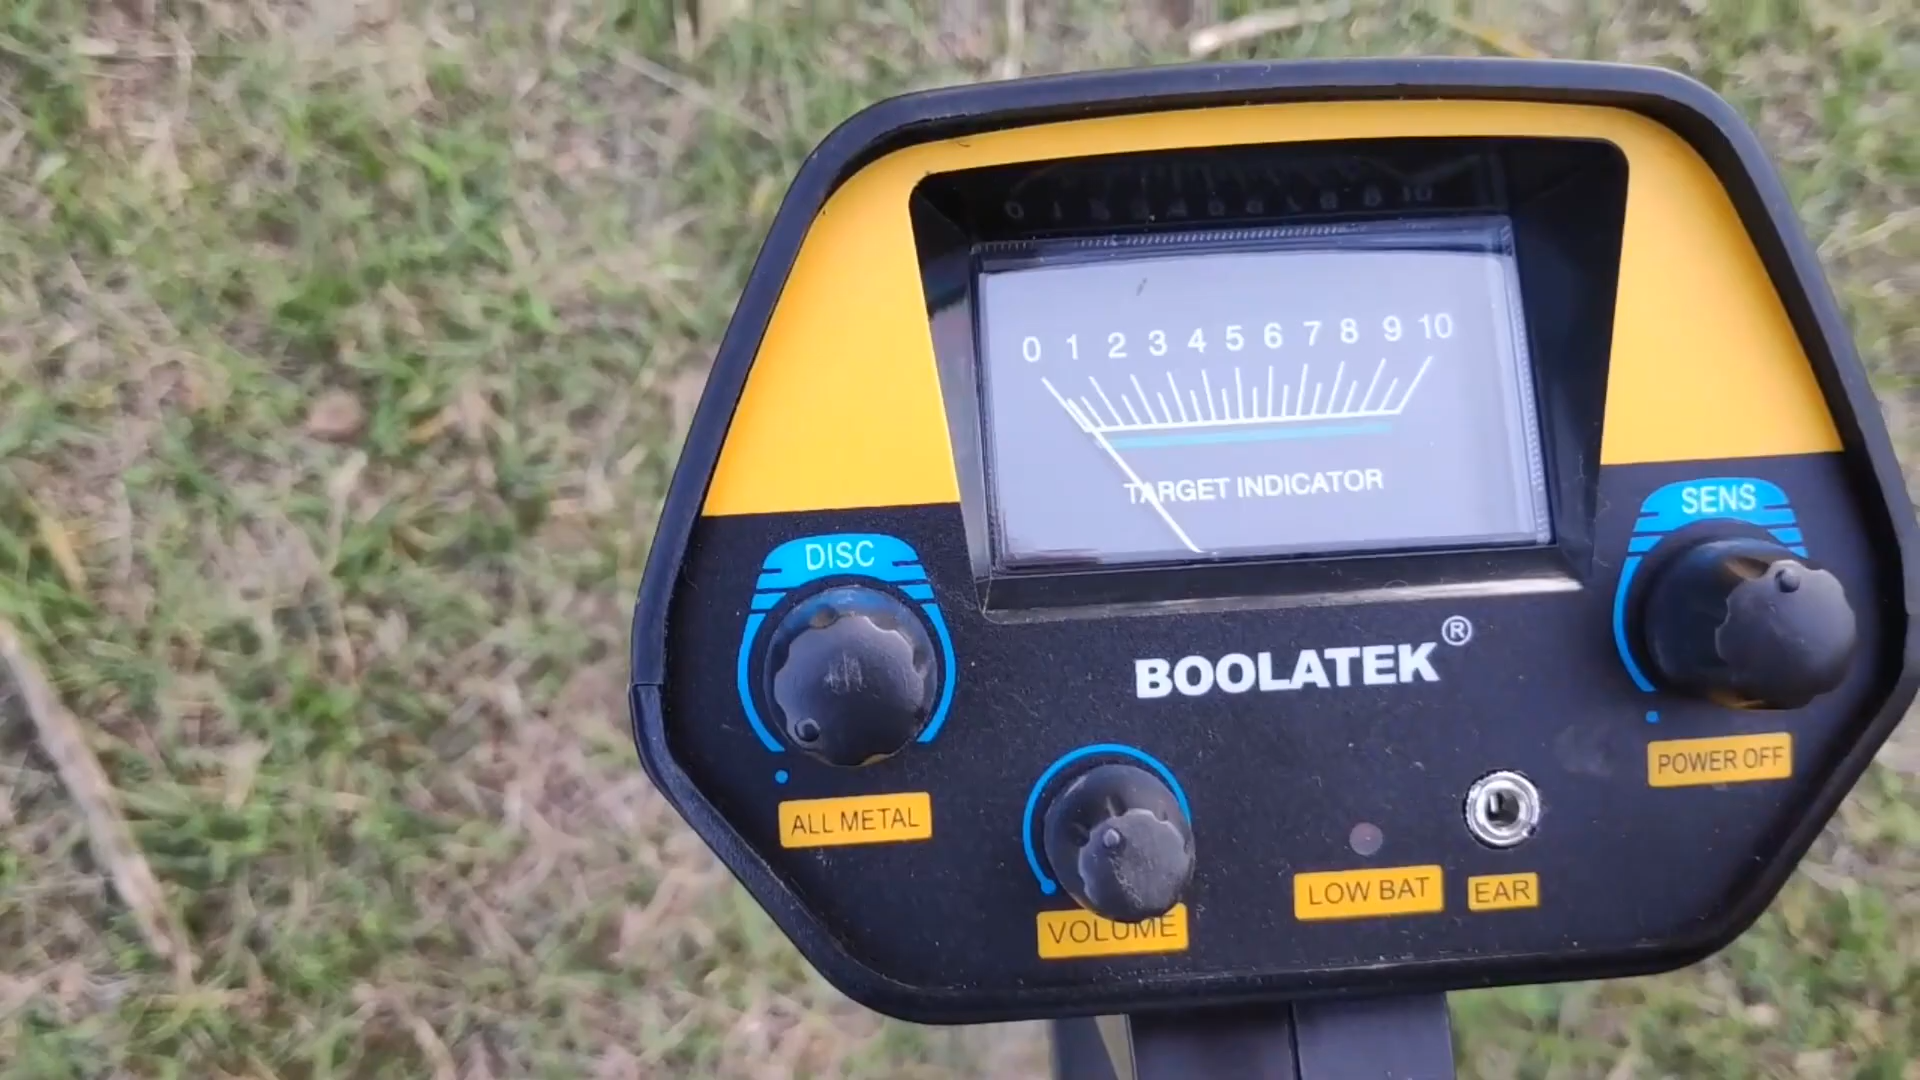 0 1 2 3 4 5 6 7 8 9 10
TARGET INDICATOR
DISC
SENS
BOOLATEK®
POWER OFF
ALL METAL
LOW BAT
EAR
VOLUME